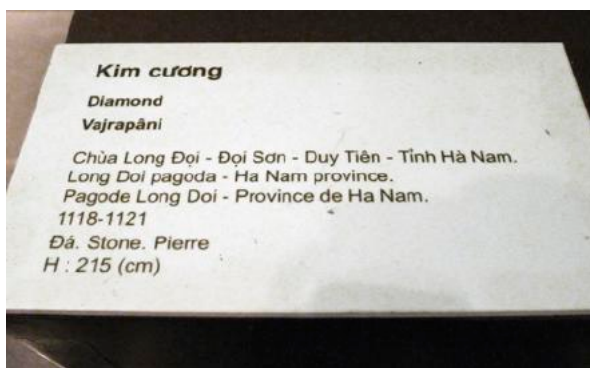 Kim cương
Diamond
Vajrapâni
Chùa Long Đọi - Đọi Sơn - Duy Tiên - Tỉnh Hà Nam.
Long Doi pagoda - Ha Nam province.
Pagode Long Doi - Province de Ha Nam.
1118-1121
Đá. Stone. Pierre
H : 215 (cm)